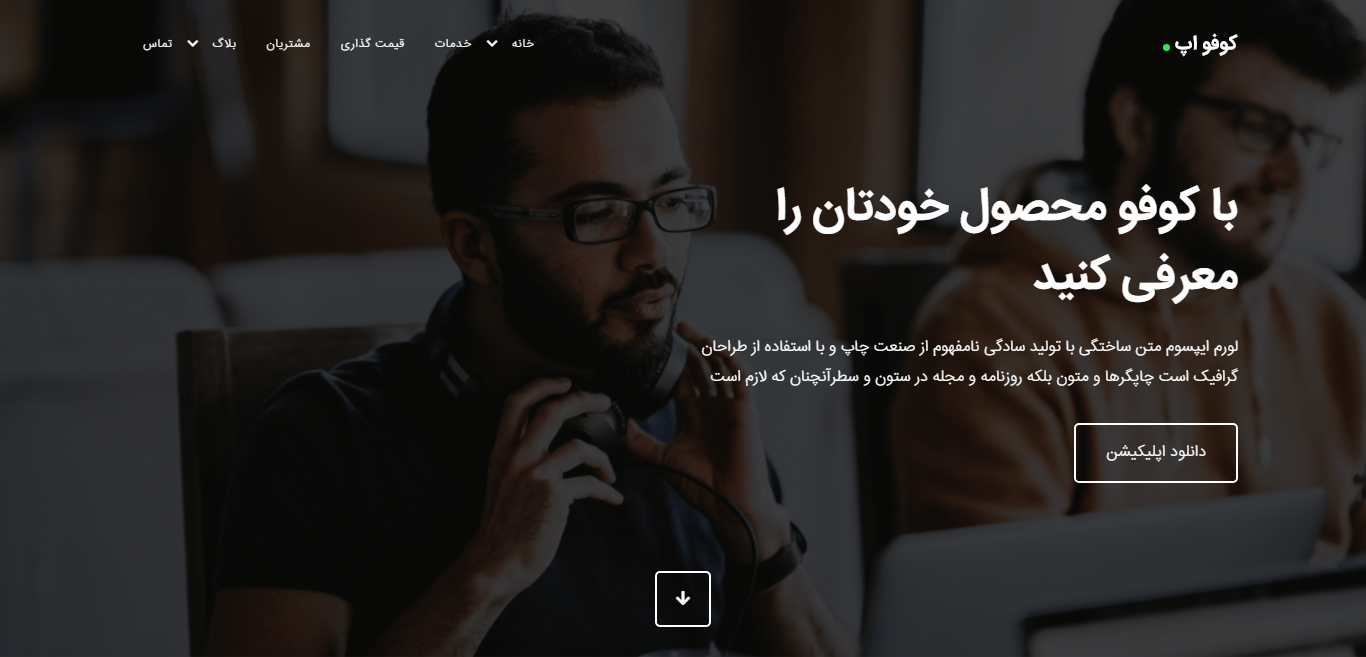 کوفو اپ
خانه خدمات قیمت گذاری مشتریان بلاگ تماس
با کوفو محصول خودتان را
معرفی کنید
لورم ایپسوم متن ساختگی با تولید سادگی نامفهوم از صنعت چاپ و با استفاده از طراحان
گرافیک است چاپگرها و متون بلکه روزنامه و مجله در ستون و سطرآنچنان که لازم است
دانلود اپلیکیشن